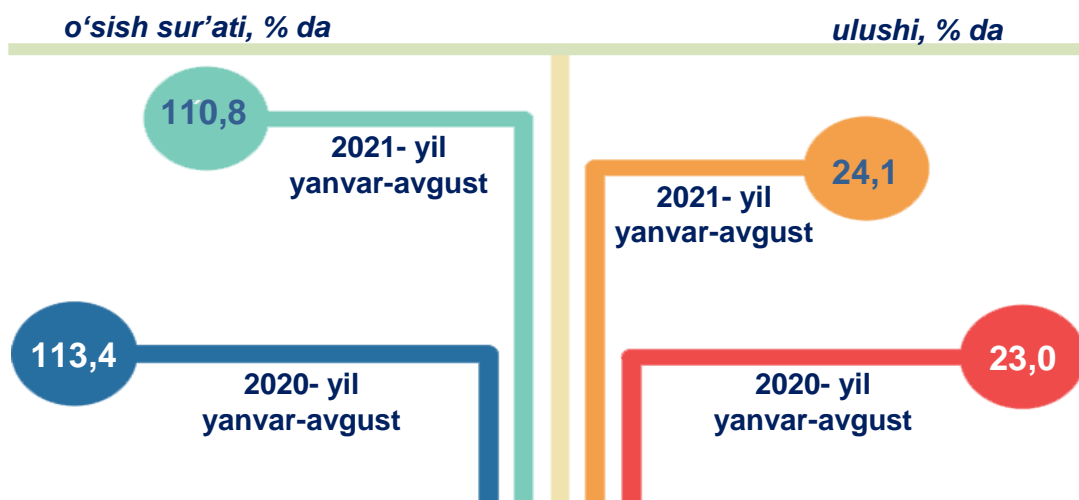 o‘sish sur’ati, % da
ulushi, % da
110,8
2021- yil
yanvar-avgust
24,1
2021- yil
yanvar-avgust
113,4
2020- yil
yanvar-avgust
23,0
2020- yil
yanvar-avgust